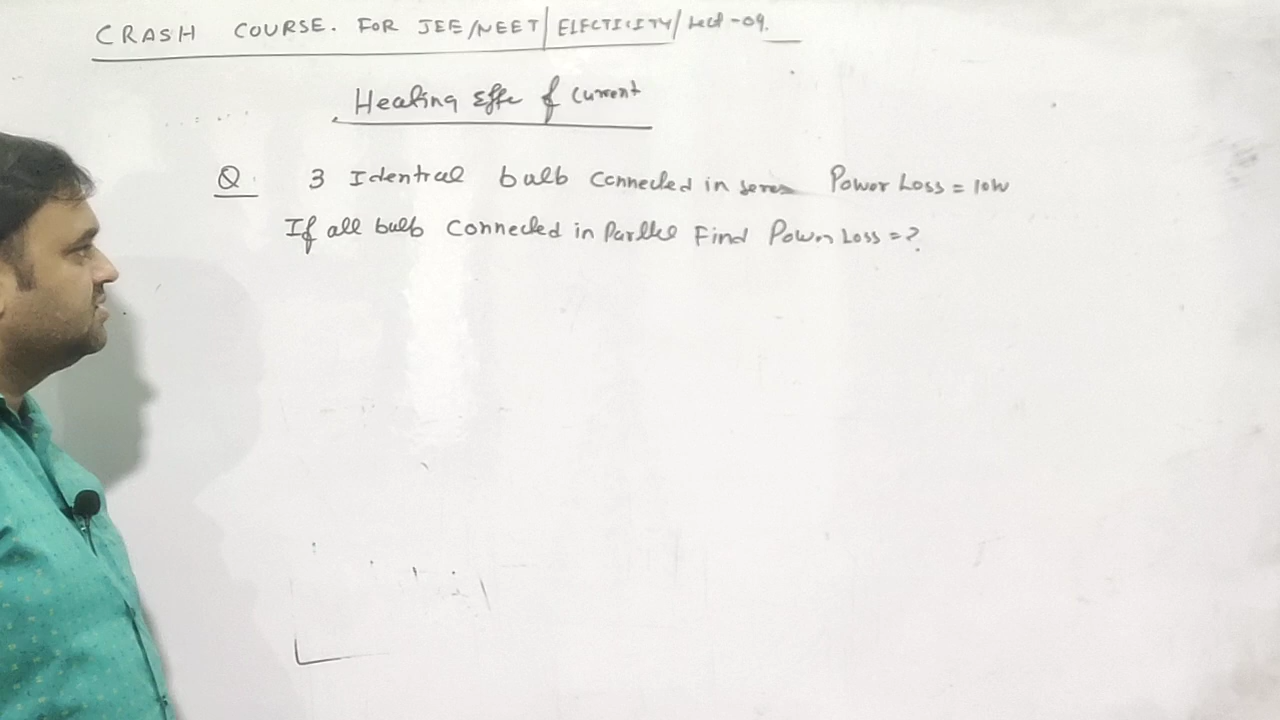 CRASH COURSE. FOR JEE/NEET/ELECTICITY/Lect-09.
Heating Effe of Current
Q. 3 Identical bulb Connected in seres Power Loss = 10W
If all bulb Connected in Parllel Find Power Loss = ?